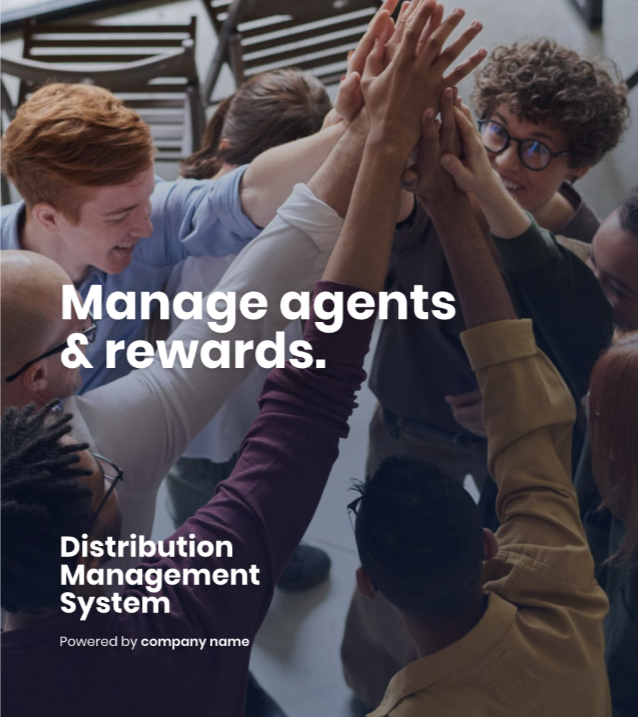 Manage agents
& rewards.
Distribution
Management
System
Powered by company name